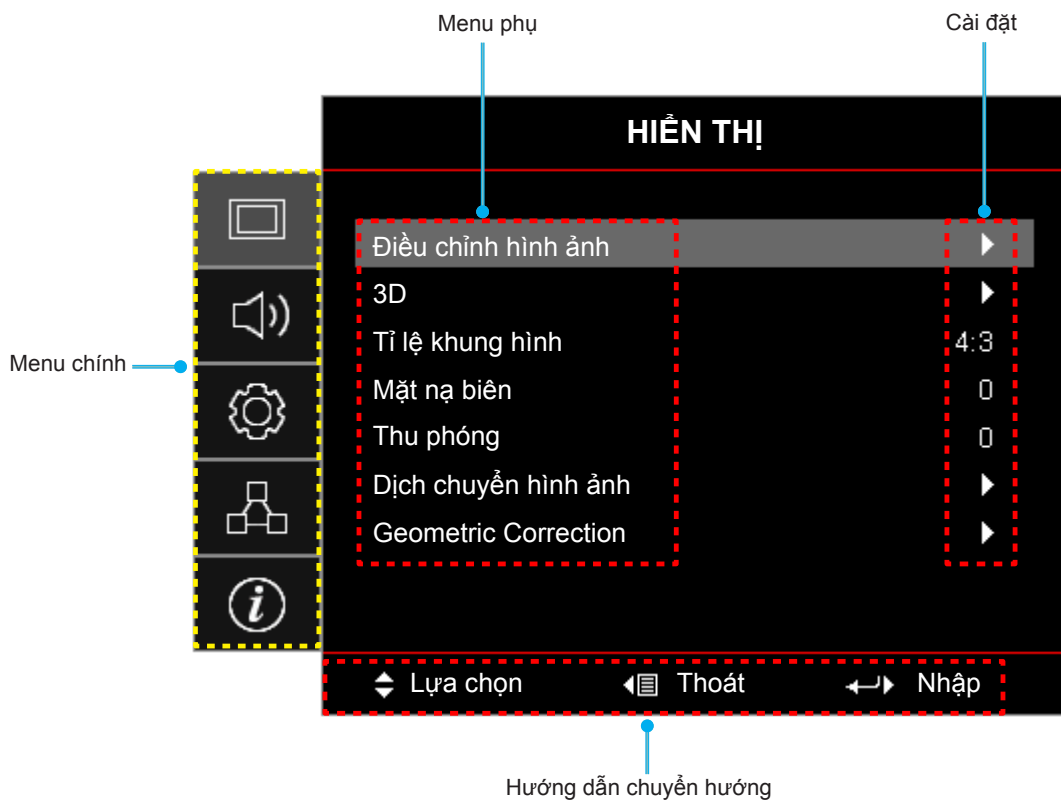 Menu phụ
Cài đặt
HIỂN THỊ
Điều chỉnh hình ảnh
3D
Tỉ lệ khung hình 4:3
Menu chính
Mặt nạ biên 0
Thu phóng 0
Dịch chuyển hình ảnh
Geometric Correction
Lựa chọn Thoát Nhập
Hướng dẫn chuyển hướng